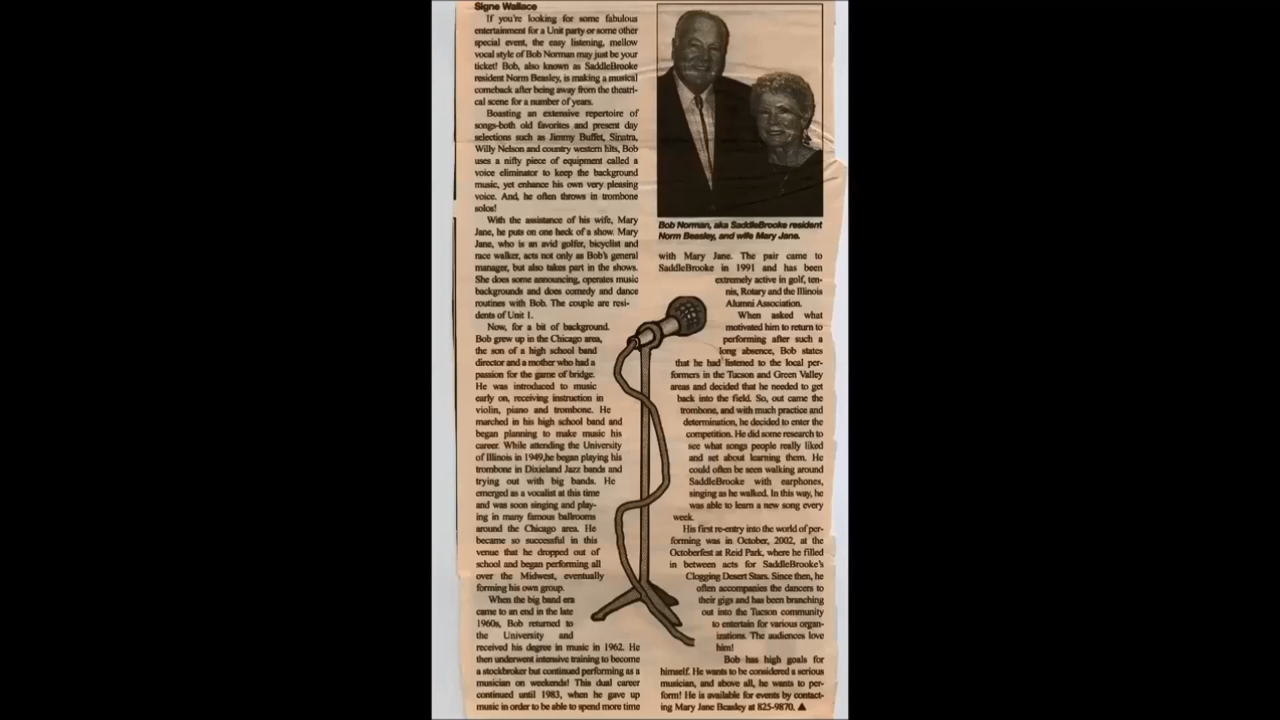 Signe Wallace
If you're looking for some fabulous
entertainment for a Unit party or some other
special event, the easy listening, mellow
vocal style of Bob Norman may just be your
ticket! Bob, also known as SaddleBrooke
resident Norm Beasley, is making a musical
comeback after being away from the theatri-
cal scene for a number of years.
Boasting an extensive repertoire of
songs-both old favorites and present day
selections such as Jimmy Buffet, Sinatra,
Willy Nelson and country western hits, Bob
uses a nifty piece of equipment called a
voice eliminator to keep the background
music, yet enhance his own very pleasing
voice. And, he often throws in trombone
solos!
With the assistance of his wife, Mary
Jane, he puts on one heck of a show. Mary
Jane, who is an avid golfer, bicyclist and
race walker, acts not only as Bob's general
manager, but also takes part in the shows.
She does some announcing, operates music
backgrounds and does comedy and dance
routines with Bob. The couple are resi-
dents of Unit 1.
Now, for a bit of background.
Bob grew up in the Chicago area,
the son of a high school band
director and a mother who had a
passion for the game of bridge.
He was introduced to music
early on, receiving instruction in
violin, piano and trombone. He
marched in his high school band and
began planning to make music his
career. While attending the University
of Illinois in 1949,he began playing his
trombone in Dixieland Jazz bands and
trying out with big bands. He
emerged as a vocalist at this time
and was soon singing and play-
ing in many famous ballrooms
around the Chicago area. He
became so successful in this
venue that he dropped out of
school and began performing all
over the Midwest, eventually
forming his own group.
When the big band era
came to an end in the late
1960s, Bob returned to
the University and
received his degree in music in 1962. He
then underwent intensive training to become
a stockbroker but continued performing as a
musician on weekends! This dual career
continued until 1983, when he gave up
music in order to be able to spend more time
Bob Norman, aka SaddleBrooke resident
Norm Beasley, and wife Mary Jane.
with Mary Jane. The pair came to
SaddleBrooke in 1991 and has been
extremely active in golf, ten-
nis, Rotary and the Illinois
Alumni Association.
When asked what
motivated him to return to
performing after such a
long absence, Bob states
that he had listened to the local per-
formers in the Tucson and Green Valley
areas and decided that he needed to get
back into the field. So, out came the
trombone, and with much practice and
determination, he decided to enter the
competition. He did some research to
see what songs people really liked
and set about learning them. He
could often be seen walking around
SaddleBrooke with earphones,
singing as he walked. In this way, he
was able to learn a new song every
week.
His first re-entry into the world of per-
forming was in October, 2002, at the
Octoberfest at Reid Park, where he filled
in between acts for SaddleBrooke's
Clogging Desert Stars. Since then, he
often accompanies the dancers to
their gigs and has been branching
out into the Tucson community
to entertain for various organ-
izations. The audiences love
him!
Bob has high goals for
himself. He wants to be considered a serious
musician, and above all, he wants to per-
form! He is available for events by contact-
ing Mary Jane Beasley at 825-9870. ▲